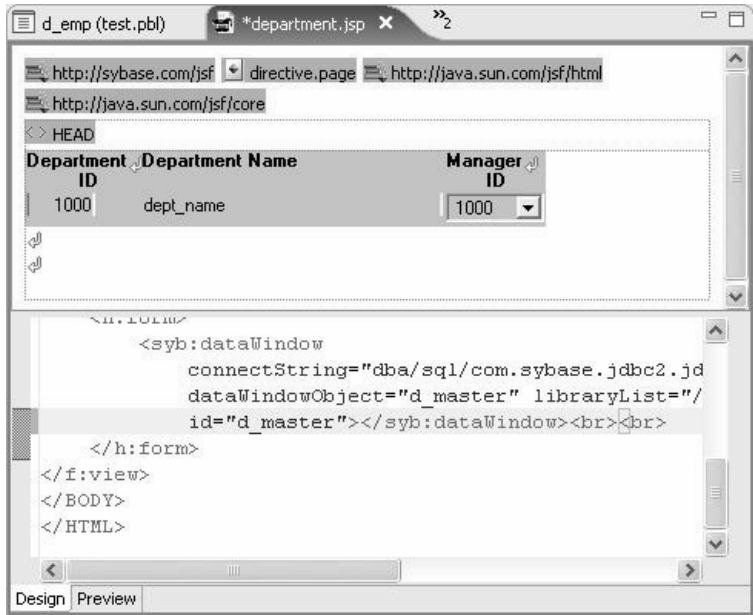 d_emp (test.pbl) *department.jsp »2
http://sybase.com/jsf directive.page http://java.sun.com/jsf/html
http://java.sun.com/jsf/core
<> HEAD
Department ID Department Name Manager ID
1000 dept_name 1000
<h:form>
<syb:dataWindow
connectString="dba/sql/com.sybase.jdbc2.jd
dataWindowObject="d_master" libraryList="/
id="d_master"></syb:dataWindow><br><br>
</h:form>
</f:view>
</BODY>
</HTML>
Design Preview